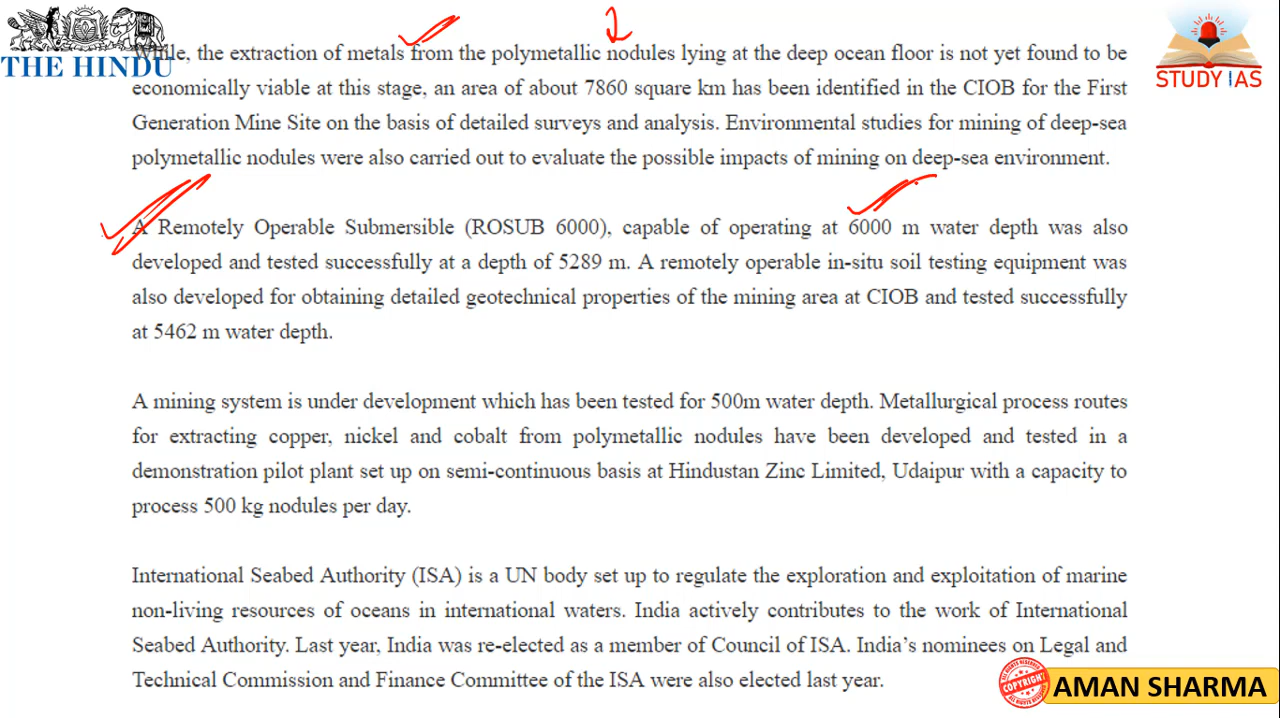 THE HINDU
STUDY IAS
While, the extraction of metals from the polymetallic nodules lying at the deep ocean floor is not yet found to be
economically viable at this stage, an area of about 7860 square km has been identified in the CIOB for the First
Generation Mine Site on the basis of detailed surveys and analysis. Environmental studies for mining of deep-sea
polymetallic nodules were also carried out to evaluate the possible impacts of mining on deep-sea environment.
A Remotely Operable Submersible (ROSUB 6000), capable of operating at 6000 m water depth was also
developed and tested successfully at a depth of 5289 m. A remotely operable in-situ soil testing equipment was
also developed for obtaining detailed geotechnical properties of the mining area at CIOB and tested successfully
at 5462 m water depth.
A mining system is under development which has been tested for 500m water depth. Metallurgical process routes
for extracting copper, nickel and cobalt from polymetallic nodules have been developed and tested in a
demonstration pilot plant set up on semi-continuous basis at Hindustan Zinc Limited, Udaipur with a capacity to
process 500 kg nodules per day.
International Seabed Authority (ISA) is a UN body set up to regulate the exploration and exploitation of marine
non-living resources of oceans in international waters. India actively contributes to the work of International
Seabed Authority. Last year, India was re-elected as a member of Council of ISA. India's nominees on Legal and
Technical Commission and Finance Committee of the ISA were also elected last year.
COPYRIGHT
AMAN SHARMA